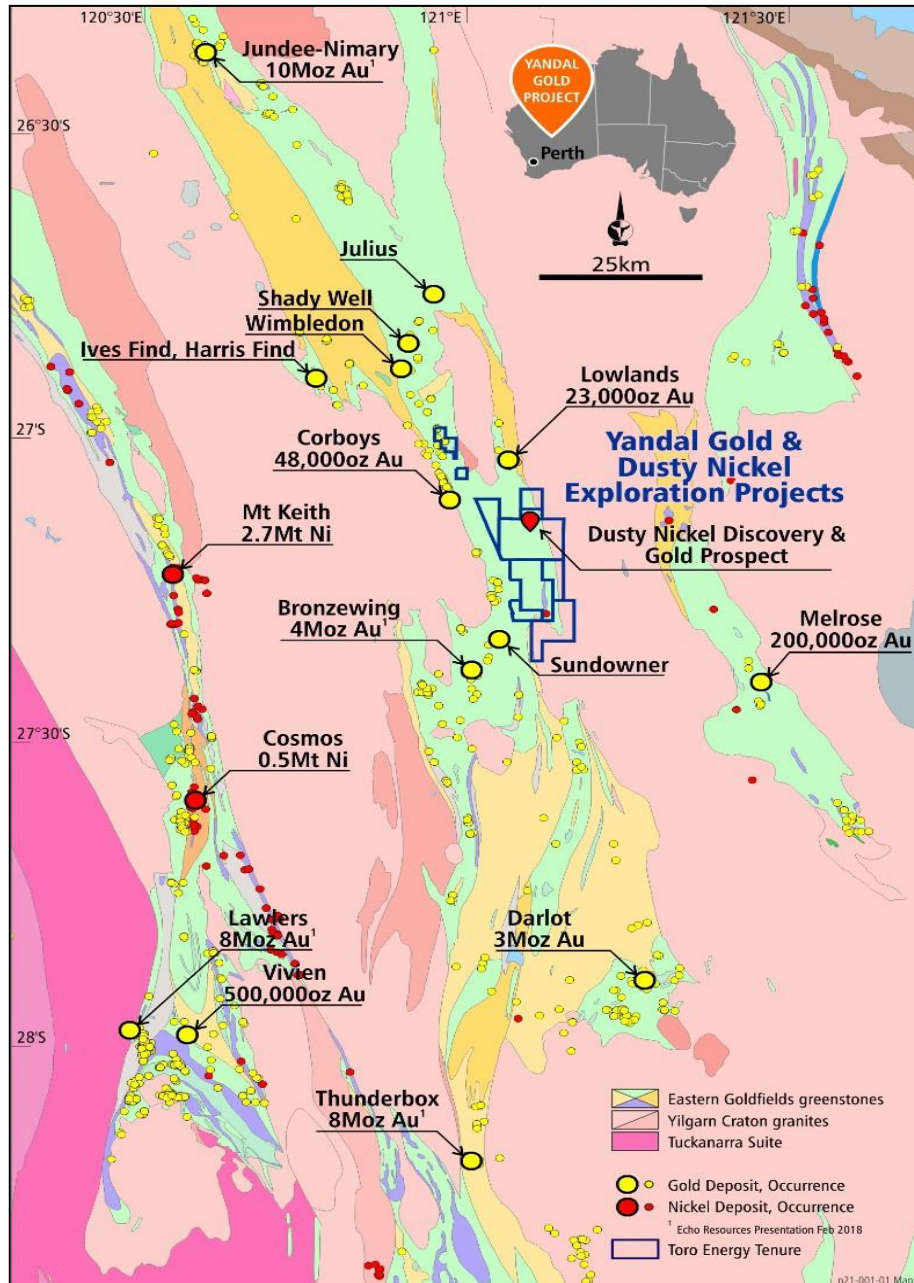 120°30'E
121°E
121°30'E
Jundee-Nimary
10Moz Au¹
YANDAL
GOLD
PROJECT
Perth
26°30'S
25km
Julius
Shady Well
Wimbledon
Ives Find, Harris Find
Lowlands
23,000oz Au
27°S
Corboys
48,000oz Au
Yandal Gold &
Dusty Nickel
Exploration Projects
Mt Keith
2.7Mt Ni
Dusty Nickel Discovery &
Gold Prospect
Bronzewing
4Moz Au¹
Sundowner
Melrose
200,000oz Au
27°30'S
Cosmos
0.5Mt Ni
Lawlers
8Moz Au¹
Darlot
3Moz Au
Vivien
500,000oz Au
28°S
Thunderbox
8Moz Au¹
Eastern Goldfields greenstones
Yilgarn Craton granites
Tuckanarra Suite
Gold Deposit, Occurrence
Nickel Deposit, Occurrence
¹ Echo Resources Presentation Feb 2018
Toro Energy Tenure